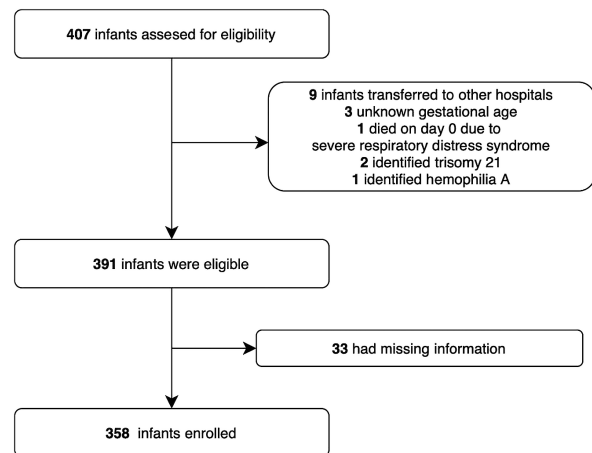 407 infants assesed for eligibility
9 infants transferred to other hospitals
3 unknown gestational age
1 died on day 0 due to
severe respiratory distress syndrome
2 identified trisomy 21
1 identified hemophilia A
391 infants were eligible
33 had missing information
358 infants enrolled